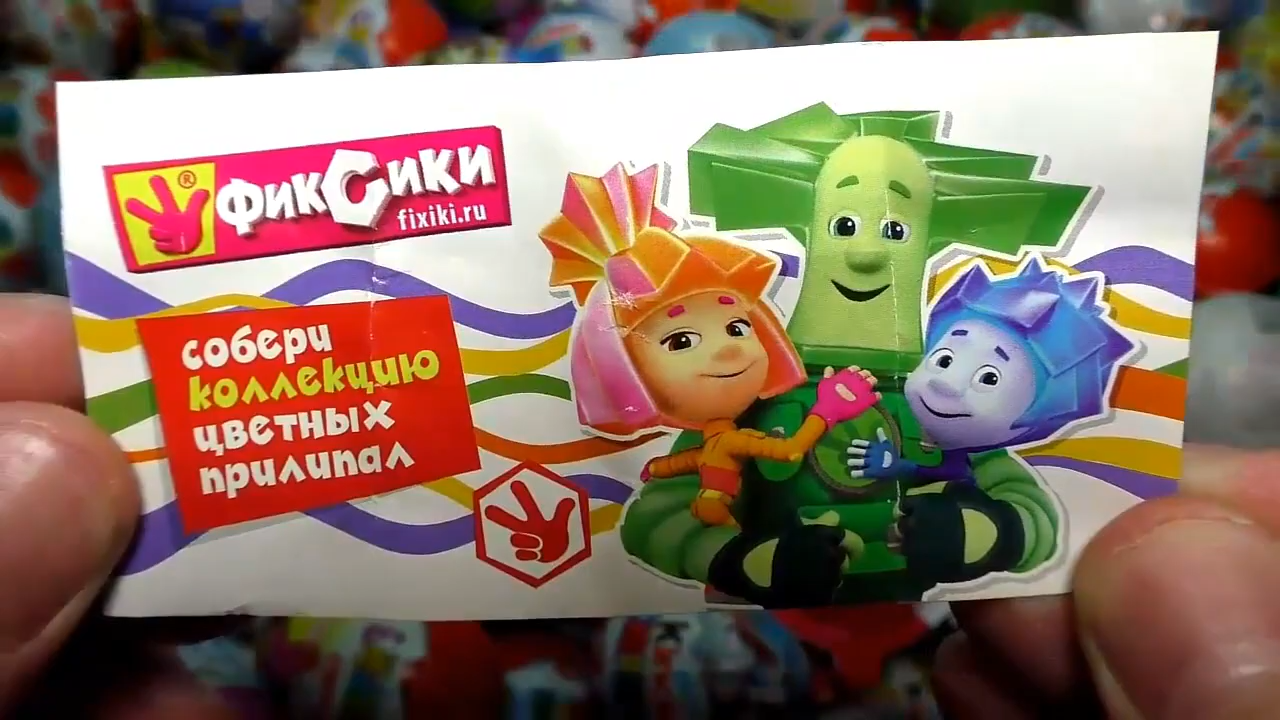 ®
фиксики
fixiki.ru
собери
коллекцию
цветных
прилипал